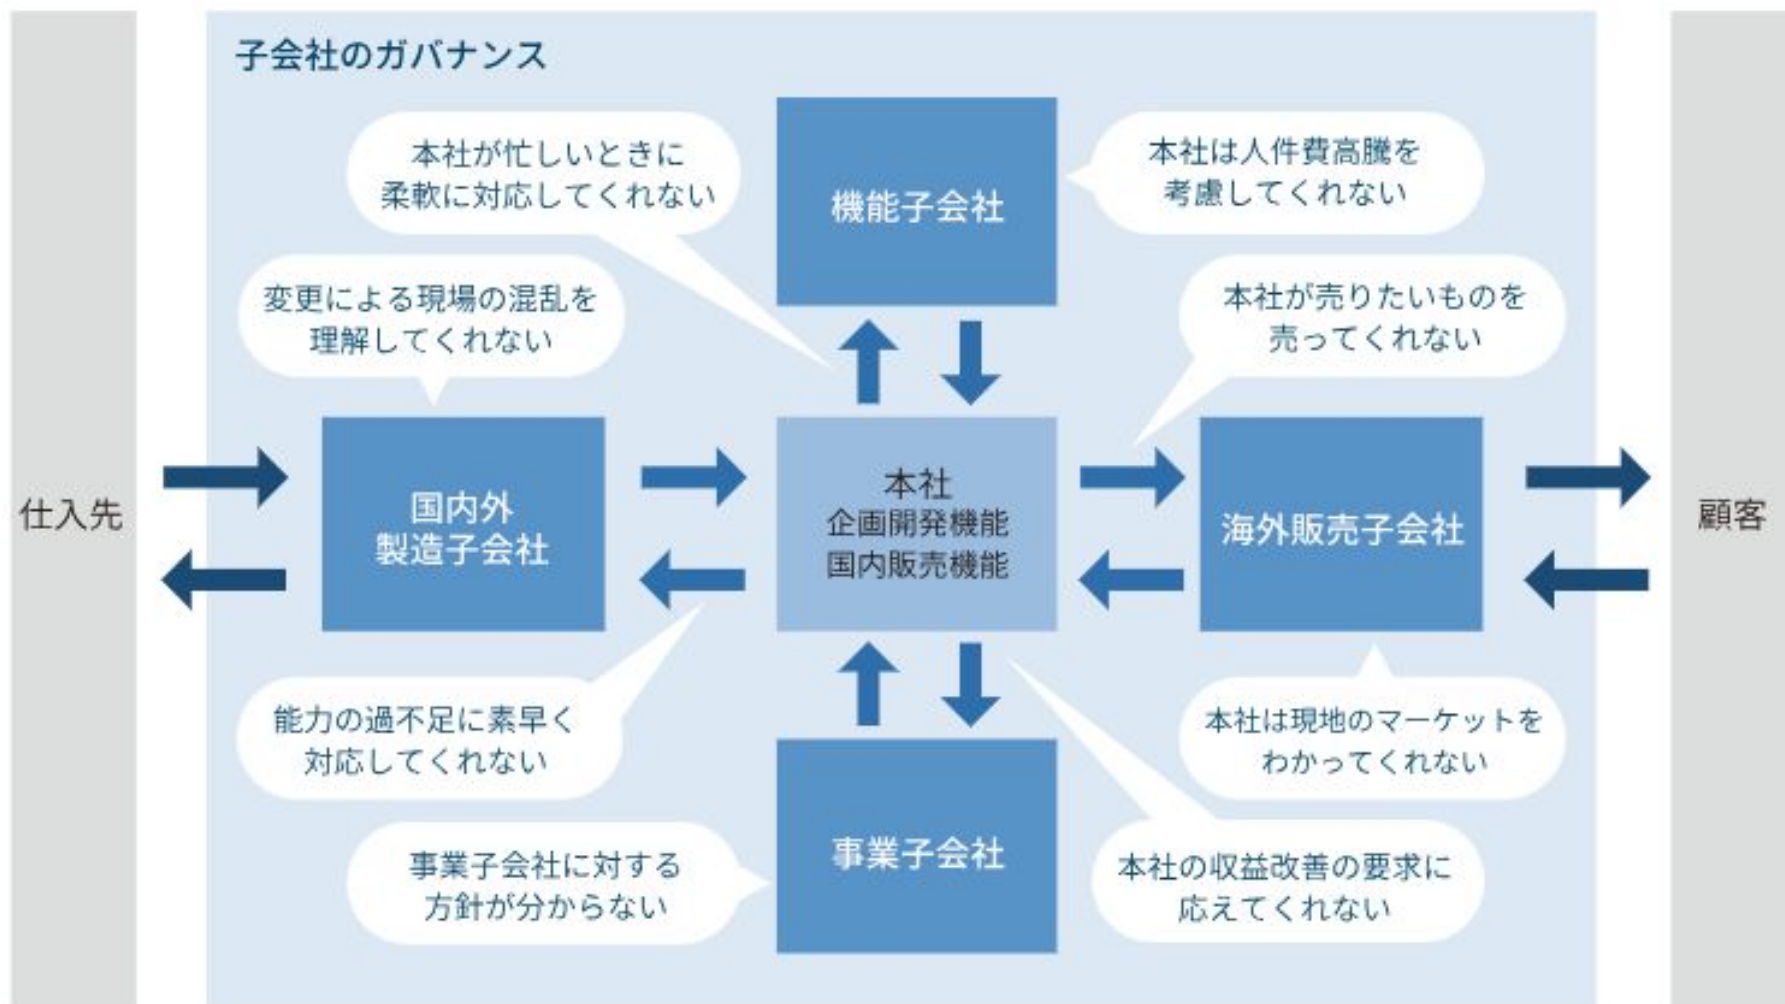 子会社のガバナンス
本社が忙しいときに
柔軟に対応してくれない
機能子会社
本社は人件費高騰を
考慮してくれない
変更による現場の混乱を
理解してくれない
本社が売りたいものを
売ってくれない
仕入先
国内外
製造子会社
本社
企画開発機能
国内販売機能
海外販売子会社
顧客
能力の過不足に素早く
対応してくれない
本社は現地のマーケットを
わかってくれない
事業子会社に対する
方針が分からない
事業子会社
本社の収益改善の要求に
応えてくれない